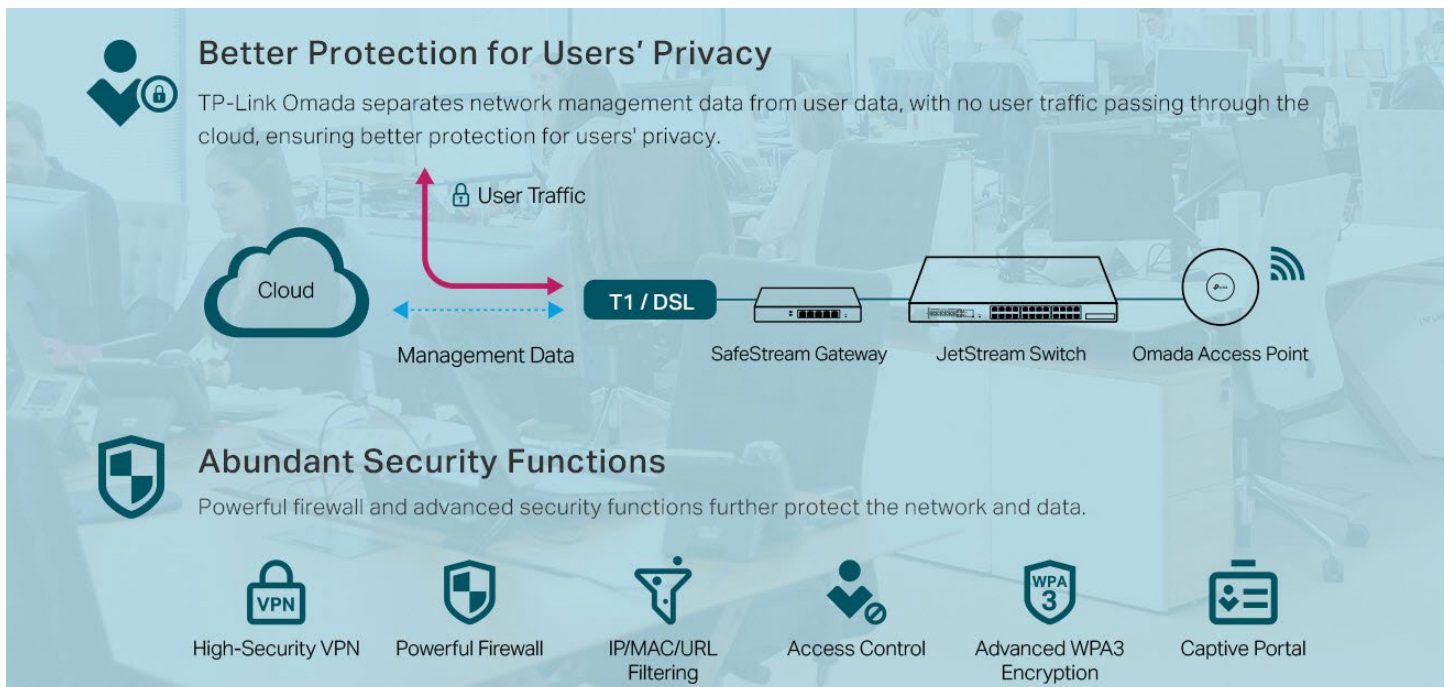 Better Protection for Users' Privacy
TP-Link Omada separates network management data from user data, with no user traffic passing through the
cloud, ensuring better protection for users' privacy.
User Traffic
Cloud
T1 / DSL
Management Data
SafeStream Gateway
JetStream Switch
Omada Access Point
Abundant Security Functions
Powerful firewall and advanced security functions further protect the network and data.
VPN
WPA
3
High-Security VPN
Powerful Firewall
IP/MAC/URL
Filtering
Access Control
Advanced WPA3
Encryption
Captive Portal